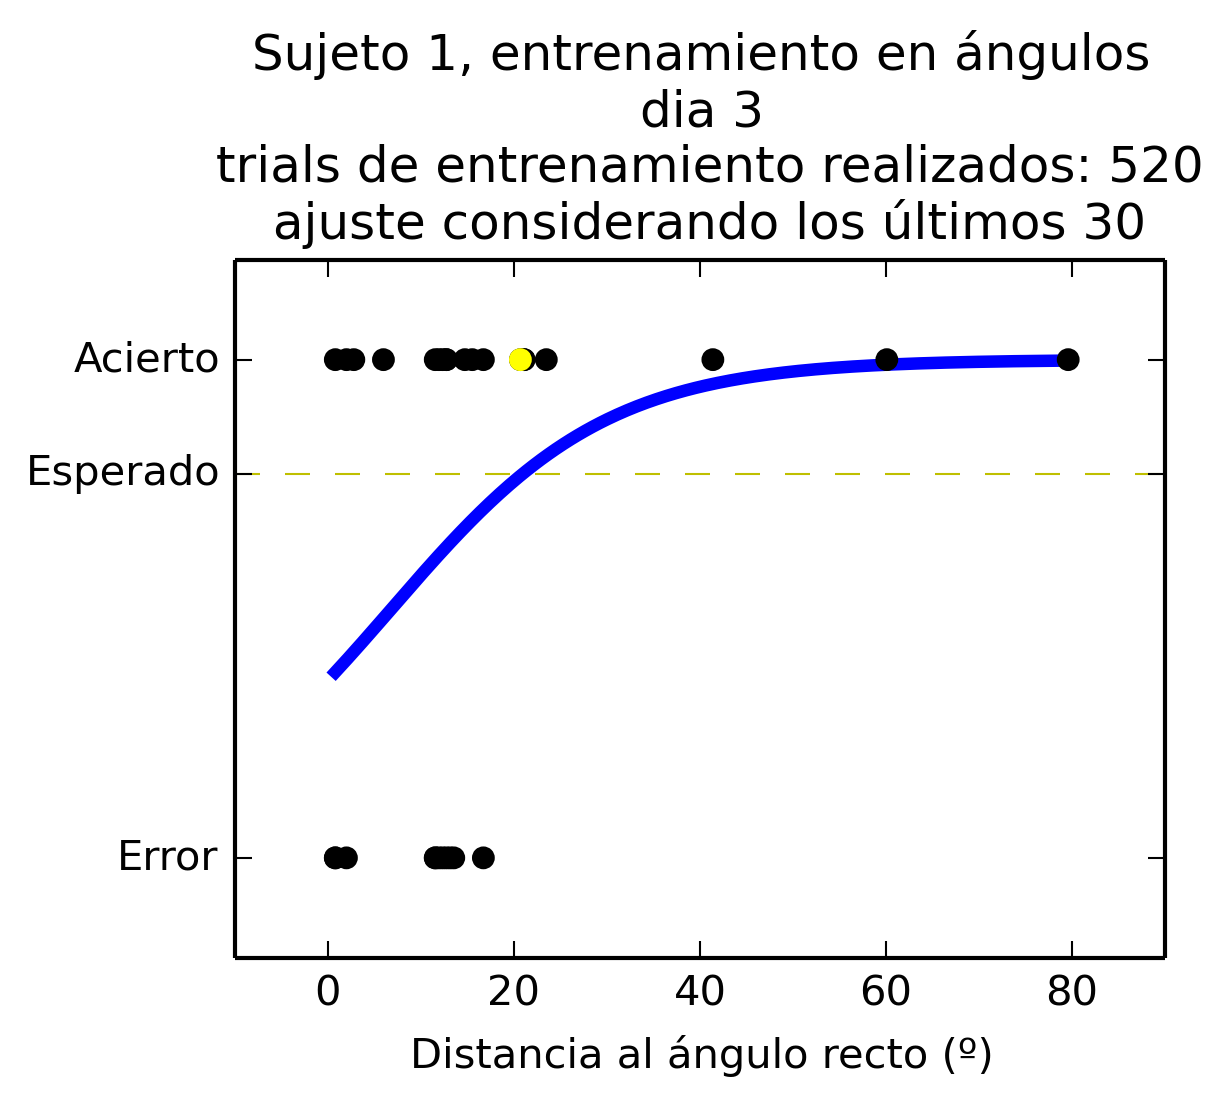 Sujeto 1, entrenamiento en ángulos
dia 3
trials de entrenamiento realizados: 520
ajuste considerando los últimos 30
Acierto
Esperado
Error
0 20 40 60 80
Distancia al ángulo recto (º)